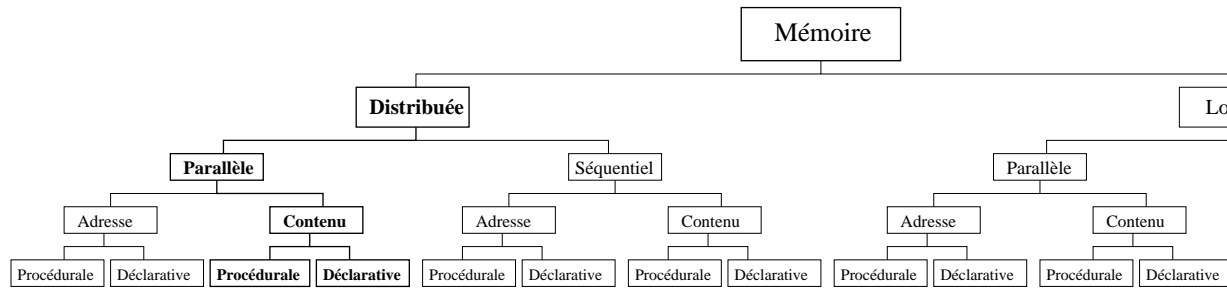 Mémoire
Distribuée
Parallèle Séquentiel Parallèle
Adresse Contenu Adresse Contenu Adresse Contenu
Procédurale Déclarative Procédurale Déclarative Procédurale Déclarative Procédurale Déclarative Procédurale Déclarative Procédurale Déclarative